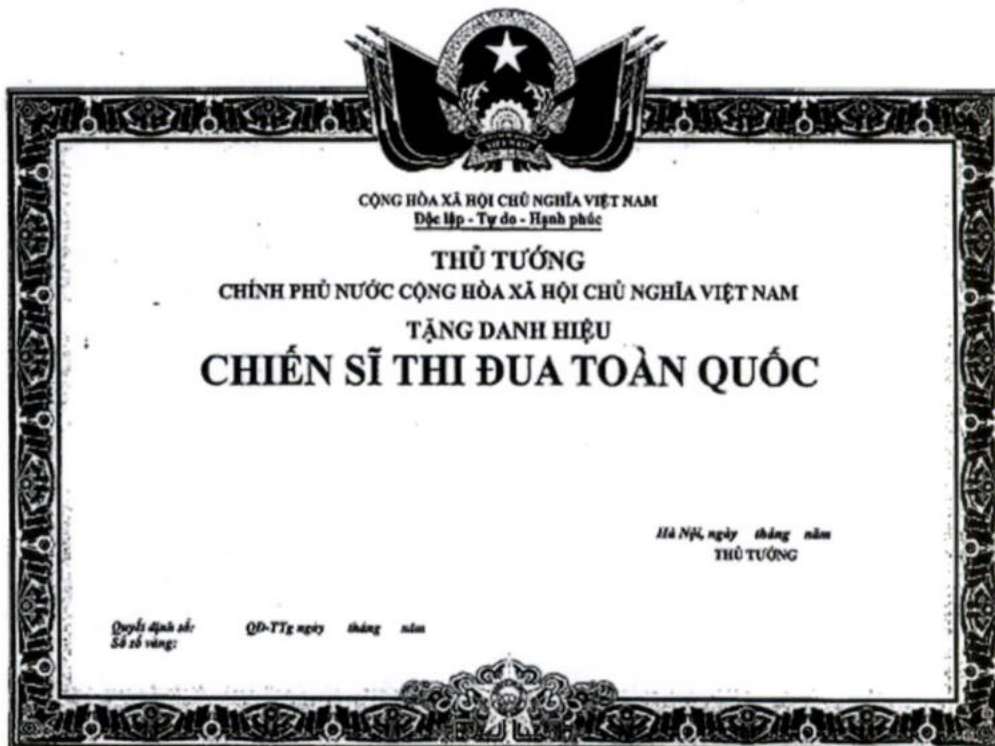 VIỆT NAM
CỘNG HÒA XÃ HỘI CHỦ NGHĨA VIỆT NAM
Độc lập - Tự do - Hạnh phúc
THỦ TƯỚNG
CHÍNH PHỦ NƯỚC CỘNG HÒA XÃ HỘI CHỦ NGHĨA VIỆT NAM
TẶNG DANH HIỆU
CHIẾN SĨ THI ĐUA TOÀN QUỐC
Hà Nội, ngày tháng năm
THỦ TƯỚNG
Quyết định số: QĐ-TTg ngày tháng năm
Số sổ vàng: